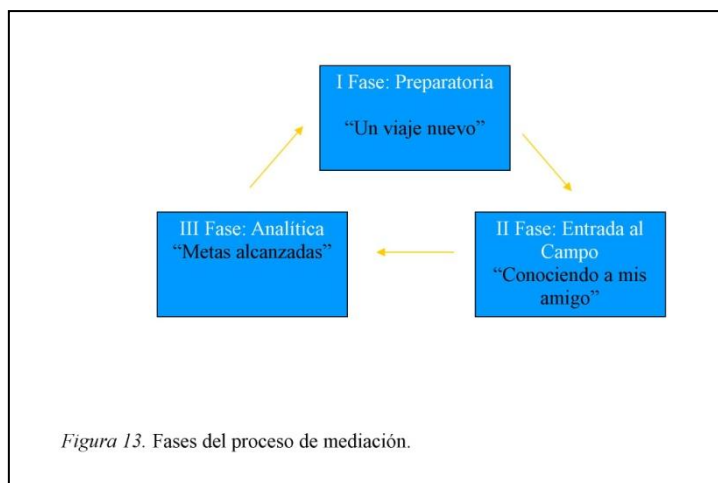 I Fase: Preparatoria
“Un viaje nuevo”
III Fase: Analítica
“Metas alcanzadas”
II Fase: Entrada al
Campo
“Conociendo a mis
amigo”
Figura 13. Fases del proceso de mediación.